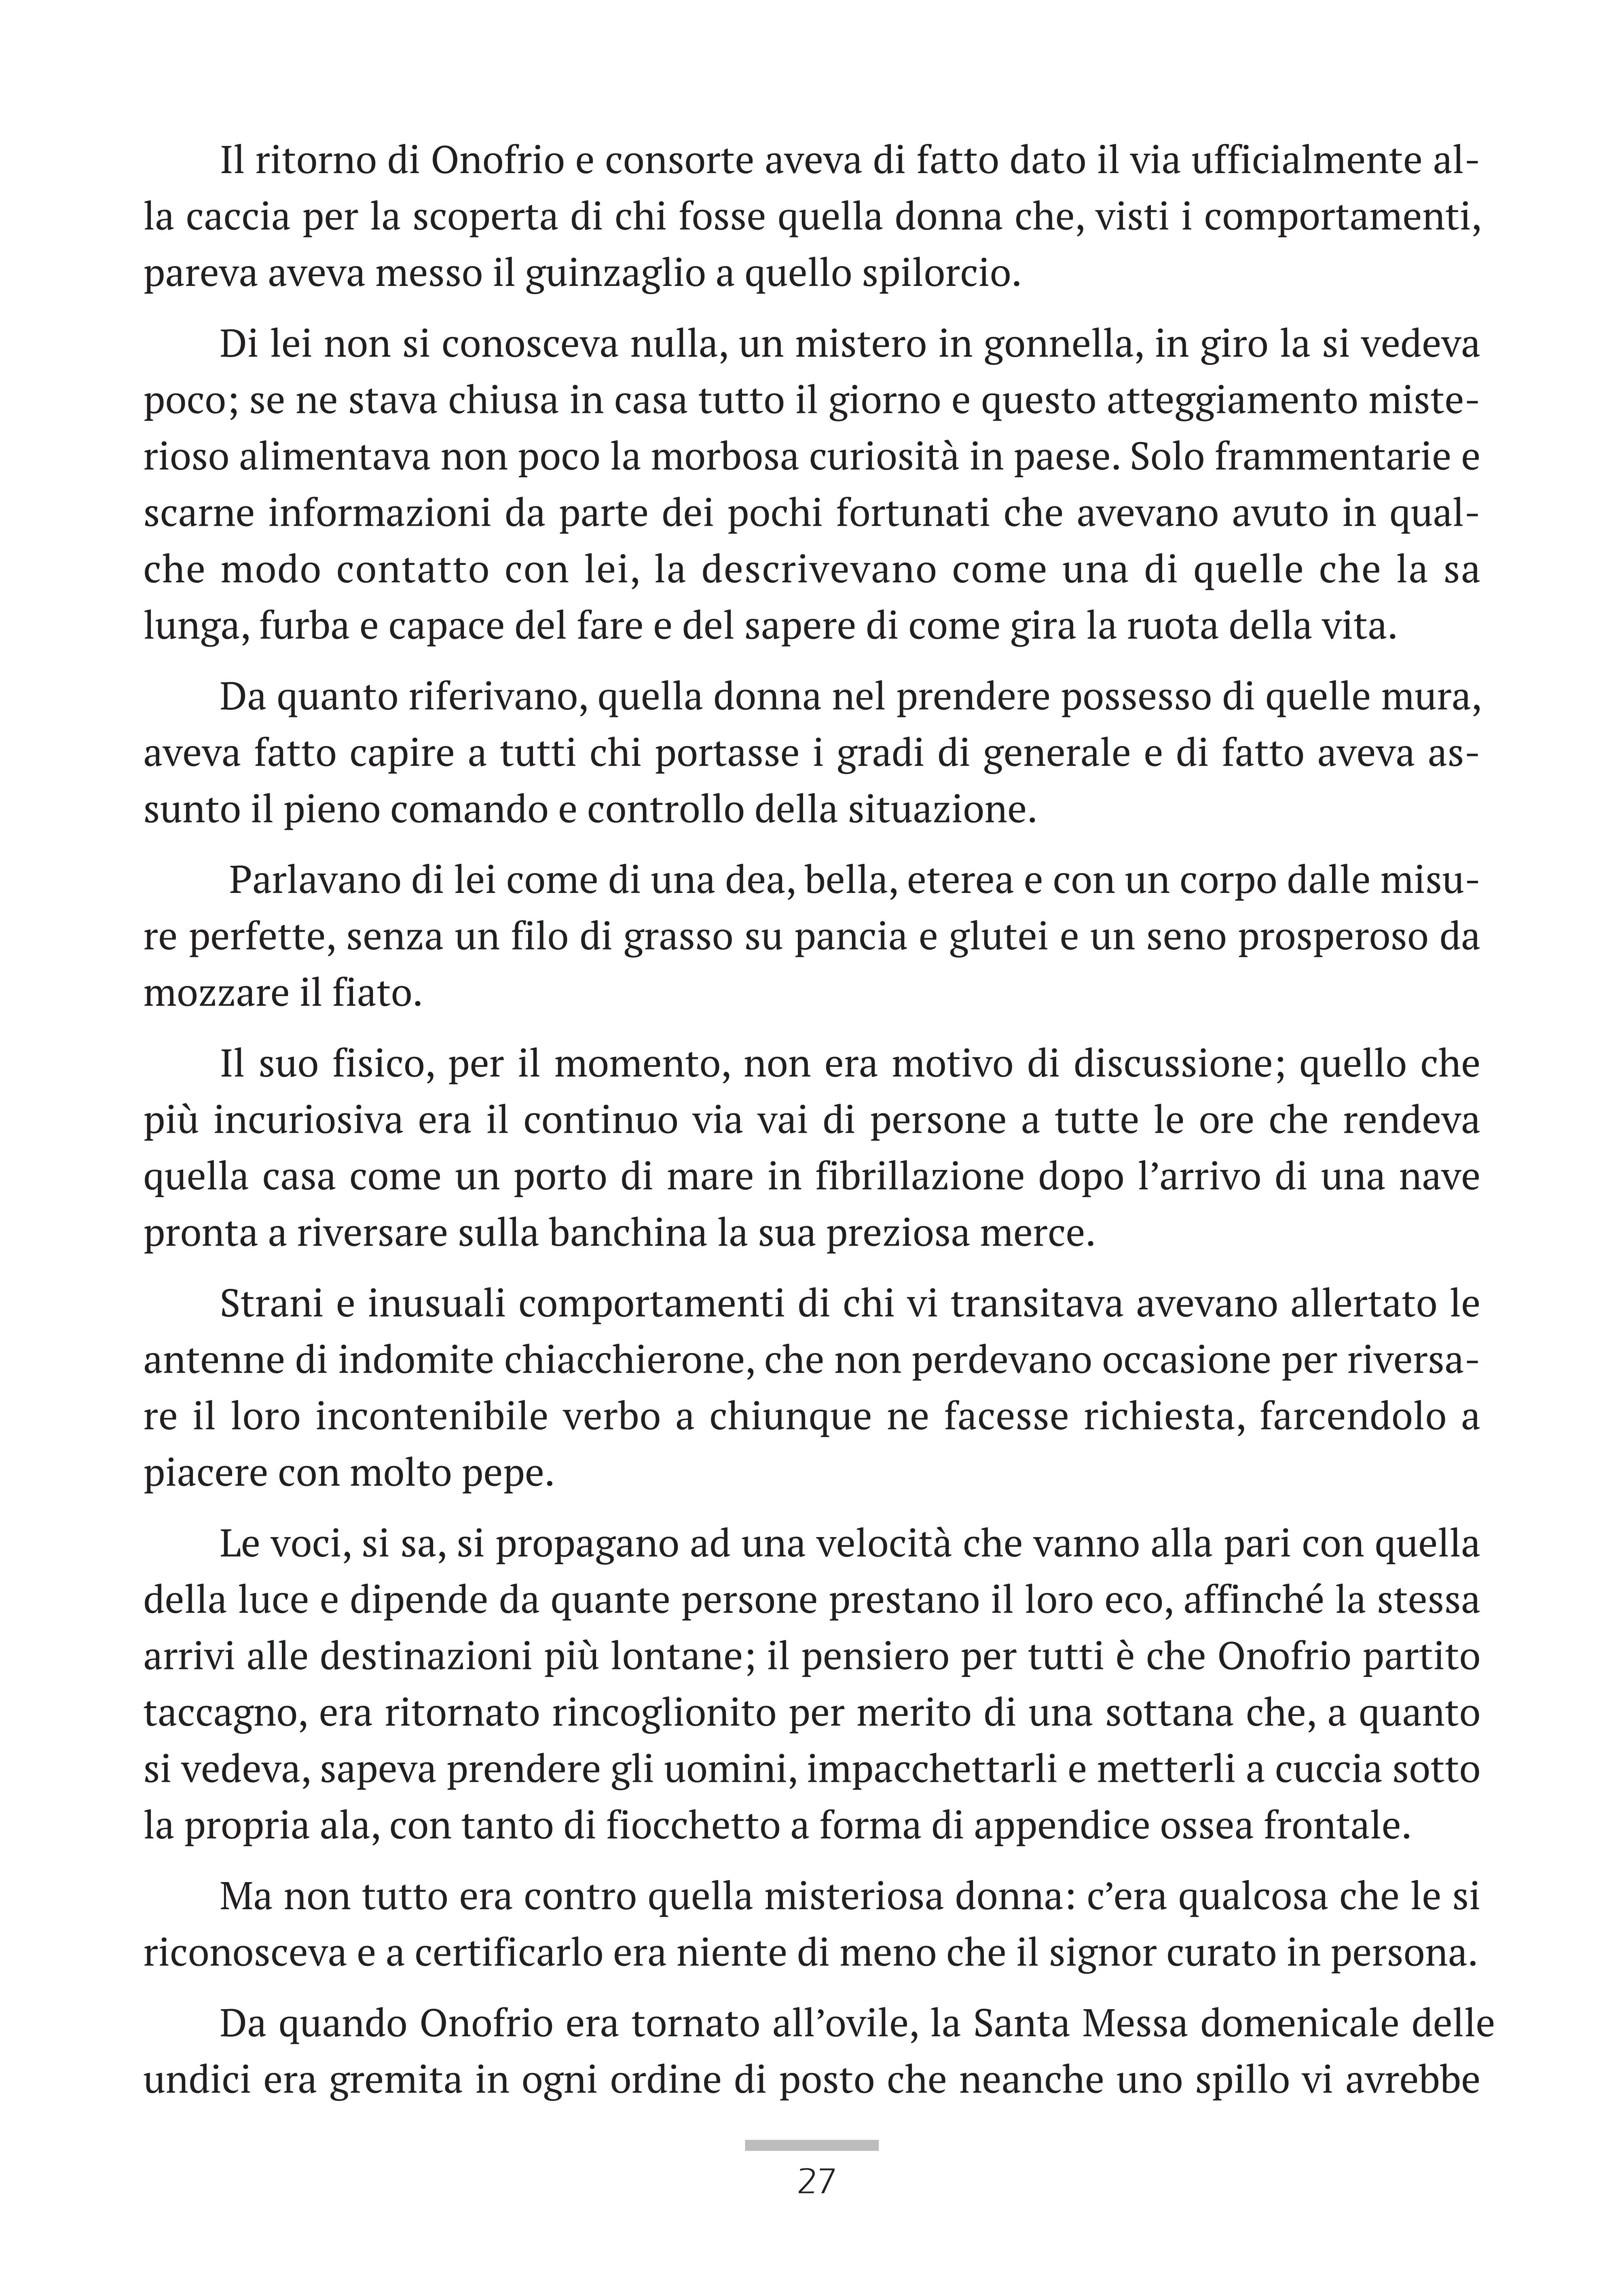 Il ritorno di Onofrio e consorte aveva di fatto dato il via ufficialmente al-
la caccia per la scoperta di chi fosse quella donna che, visti i comportamenti,
pareva aveva messo il guinzaglio a quello spilorcio.
Di lei non si conosceva nulla, un mistero in gonnella, in giro la si vedeva
poco; se ne stava chiusa in casa tutto il giorno e questo atteggiamento miste-
rioso alimentava non poco la morbosa curiosità in paese. Solo frammentarie e
scarne informazioni da parte dei pochi fortunati che avevano avuto in qual-
che modo contatto con lei, la descrivevano come una di quelle che la sa
lunga, furba e capace del fare e del sapere di come gira la ruota della vita.
Da quanto riferivano, quella donna nel prendere possesso di quelle mura,
aveva fatto capire a tutti chi portasse i gradi di generale e di fatto aveva as-
sunto il pieno comando e controllo della situazione.
Parlavano di lei come di una dea, bella, eterea e con un corpo dalle misu-
re perfette, senza un filo di grasso su pancia e glutei e un seno prosperoso da
mozzare il fiato.
Il suo fisico, per il momento, non era motivo di discussione; quello che
più incuriosiva era il continuo via vai di persone a tutte le ore che rendeva
quella casa come un porto di mare in fibrillazione dopo l’arrivo di una nave
pronta a riversare sulla banchina la sua preziosa merce.
Strani e inusuali comportamenti di chi vi transitava avevano allertato le
antenne di indomite chiacchierone, che non perdevano occasione per riversa-
re il loro incontenibile verbo a chiunque ne facesse richiesta, farcendolo a
piacere con molto pepe.
Le voci, si sa, si propagano ad una velocità che vanno alla pari con quella
della luce e dipende da quante persone prestano il loro eco, affinché la stessa
arrivi alle destinazioni più lontane; il pensiero per tutti è che Onofrio partito
taccagno, era ritornato rincoglionito per merito di una sottana che, a quanto
si vedeva, sapeva prendere gli uomini, impacchettarli e metterli a cuccia sotto
la propria ala, con tanto di fiocchetto a forma di appendice ossea frontale.
Ma non tutto era contro quella misteriosa donna: c’era qualcosa che le si
riconosceva e a certificarlo era niente di meno che il signor curato in persona.
Da quando Onofrio era tornato all’ovile, la Santa Messa domenicale delle
undici era gremita in ogni ordine di posto che neanche uno spillo vi avrebbe
27